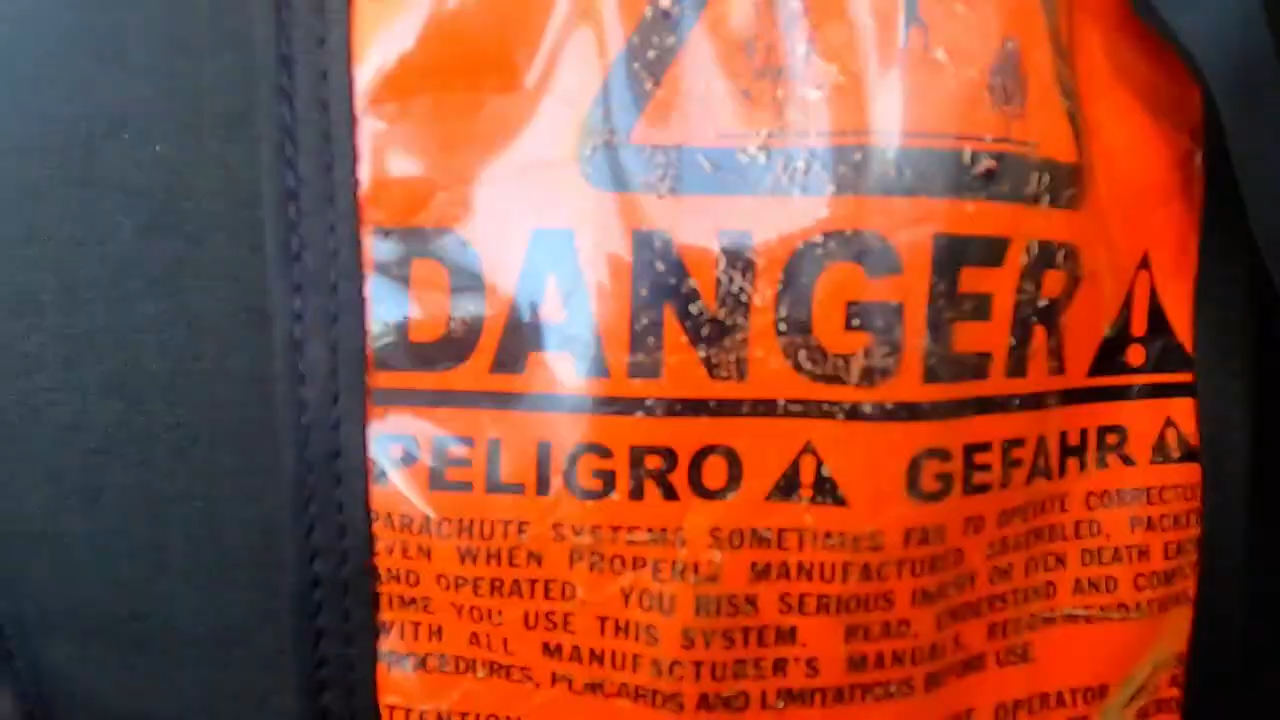 DANGER
PELIGRO GEFAHR
PARACHUTE SYSTEMS SOMETIMES FAIL TO OPERATE CORRECTLY
EVEN WHEN PROPERLY MANUFACTURED, ASSEMBLED, PACKED
AND OPERATED. YOU RISK SERIOUS INJURY OR EVEN DEATH EACH
TIME YOU USE THIS SYSTEM. READ, UNDERSTAND AND COMPLY
WITH ALL MANUFACTURER'S MANUALS, RECOMMENDATIONS,
PROCEDURES, PLACARDS AND LIMITATIONS BEFORE USE
ATTENTION OPERATOR